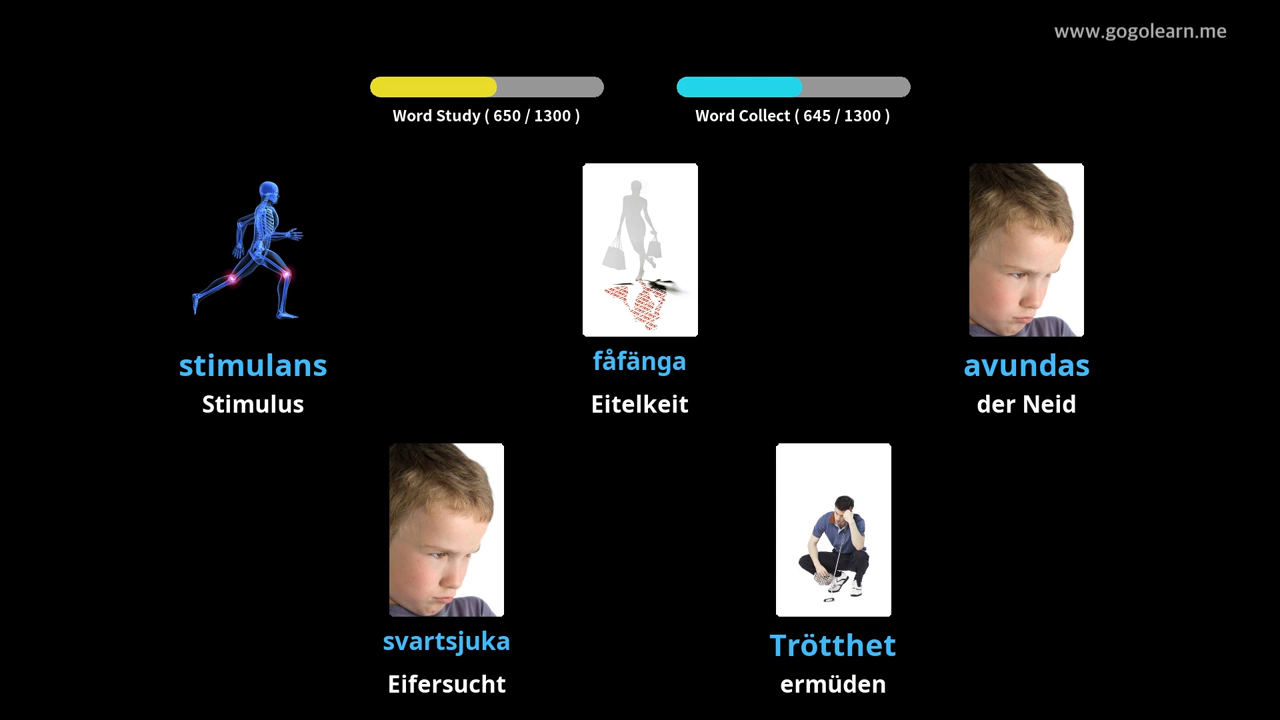 www.gogolearn.me
Word Study ( 650 / 1300 )
Word Collect ( 645 / 1300 )
stimulans
Stimulus
fåfänga
Eitelkeit
avundas
der Neid
svartsjuka
Eifersucht
Trötthet
ermüden